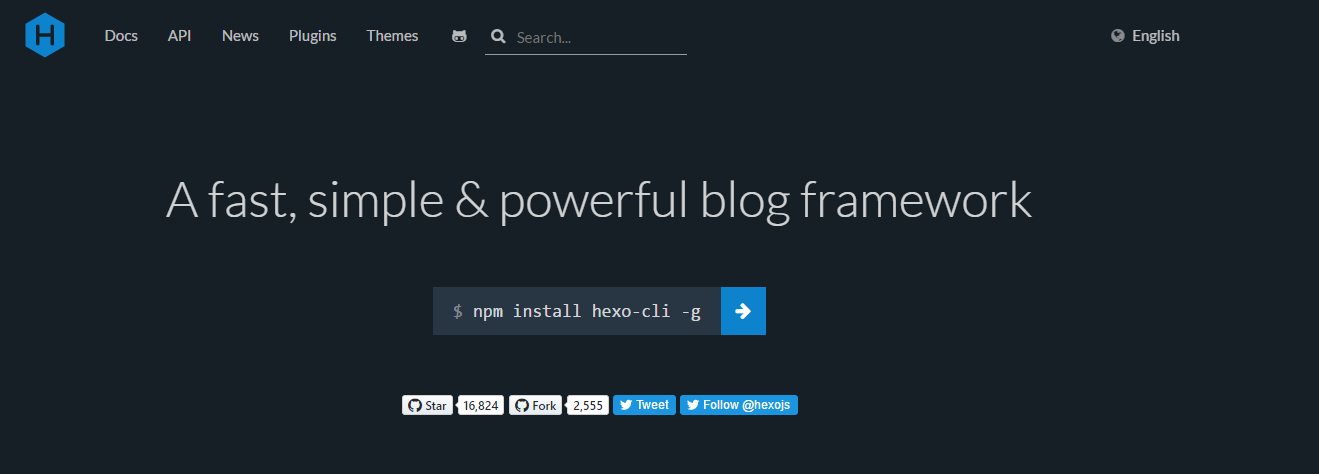 H Docs API News Plugins Themes Search... English
A fast, simple & powerful blog framework
$ npm install hexo-cli -g
Star 16,824 Fork 2,555 Tweet Follow @hexojs